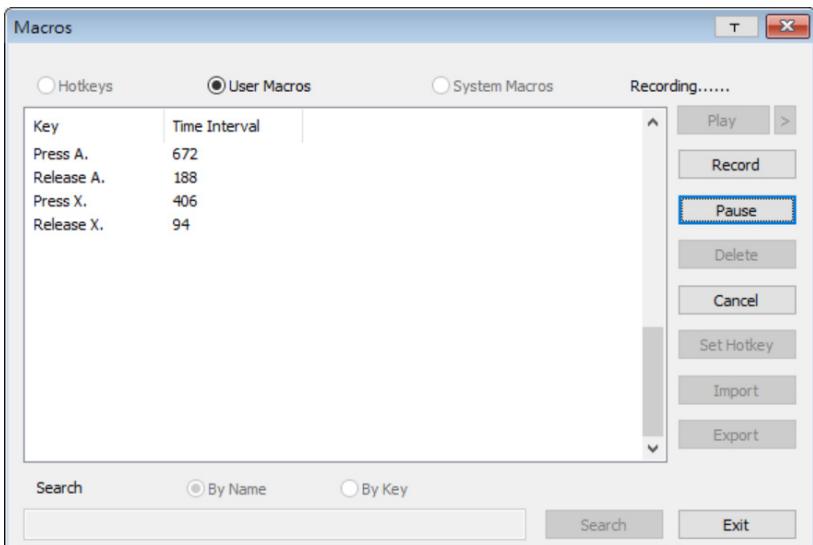 Macros T
Hotkeys User Macros System Macros Recording......
Key Time Interval Play >
Press A. 672
Release A. 188 Record
Press X. 406
Release X. 94 Pause
Delete
Cancel
Set Hotkey
Import
Export
Search By Name By Key
Search Exit